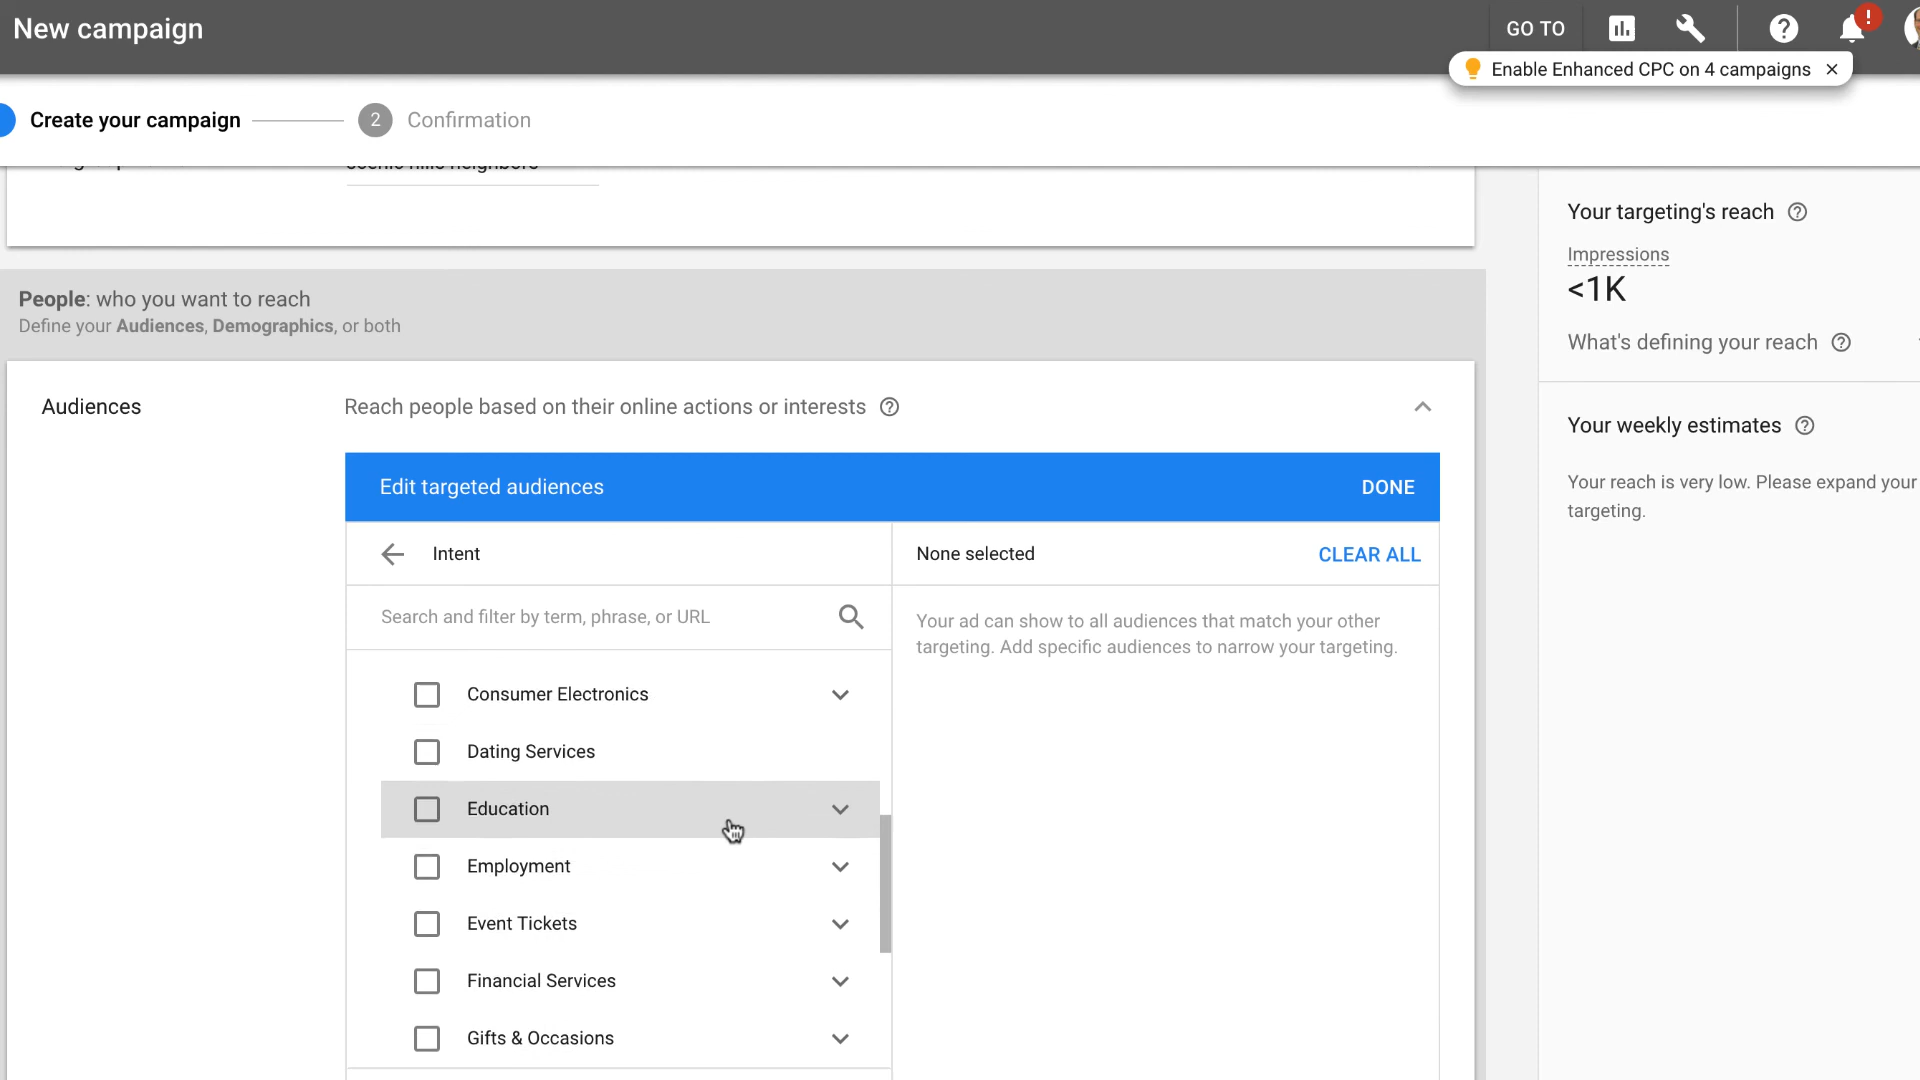 New campaign
GO TO
!
Enable Enhanced CPC on 4 campaigns
Create your campaign
2
Confirmation
scenic hills neighbors
Your targeting's reach
Impressions
<1K
What's defining your reach
Your weekly estimates
Your reach is very low. Please expand your
targeting.
People: who you want to reach
Define your Audiences, Demographics, or both
Audiences
Reach people based on their online actions or interests
Edit targeted audiences
DONE
Intent
None selected
CLEAR ALL
Search and filter by term, phrase, or URL
Your ad can show to all audiences that match your other
targeting. Add specific audiences to narrow your targeting.
Consumer Electronics
Dating Services
Education
Employment
Event Tickets
Financial Services
Gifts & Occasions